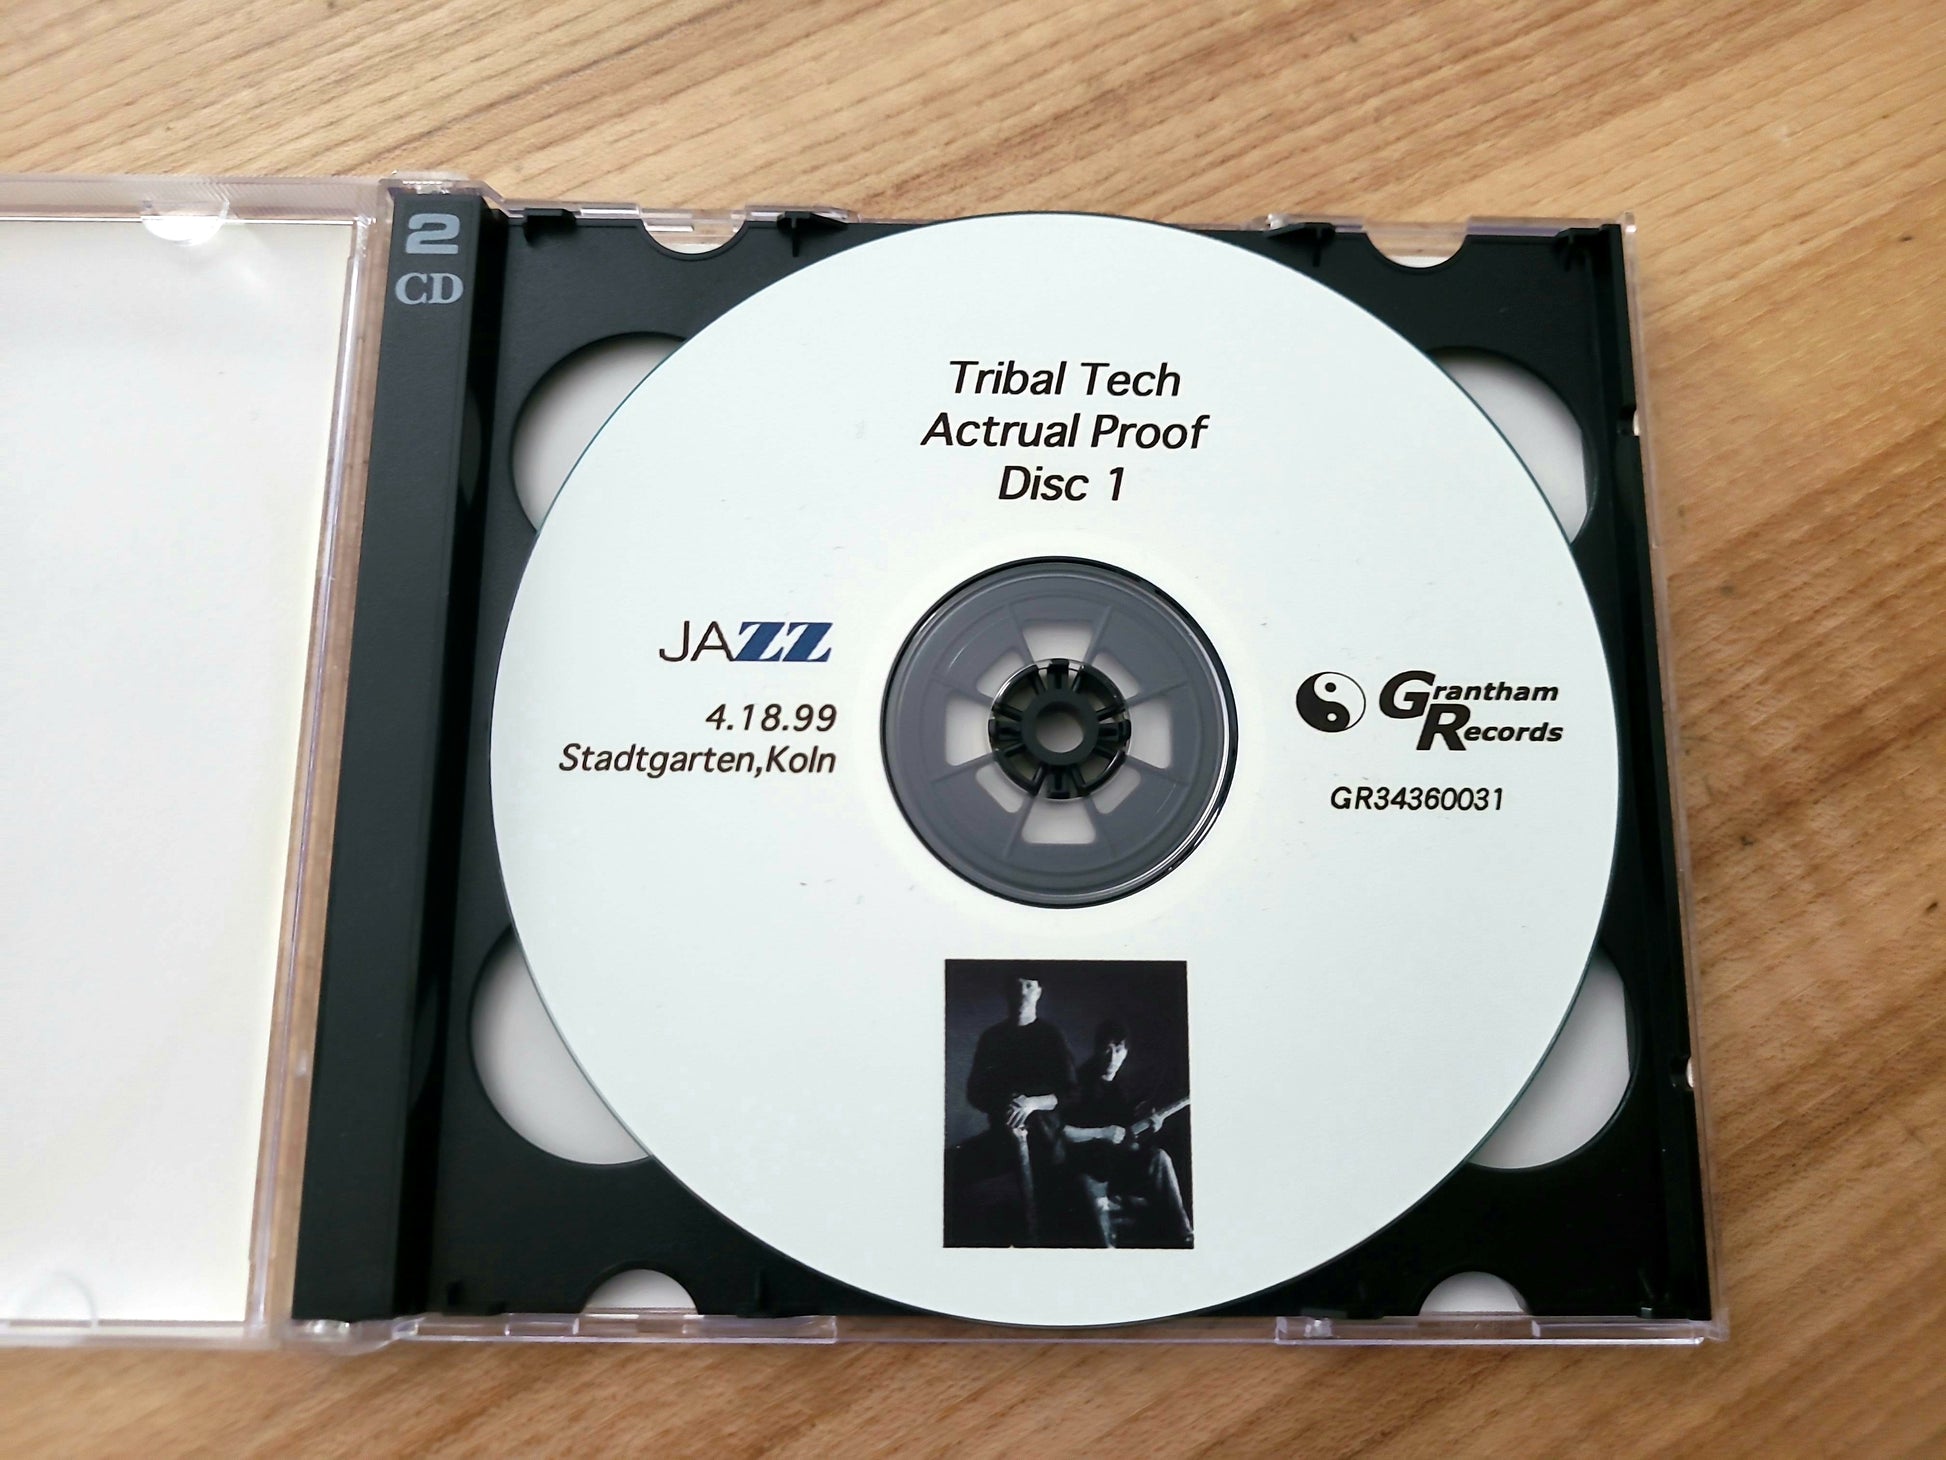 2
CD
Tribal Tech
Actrual Proof
Disc 1
JAZZ
4.18.99
Stadtgarten,Koln
Grantham
Records
GR34360031